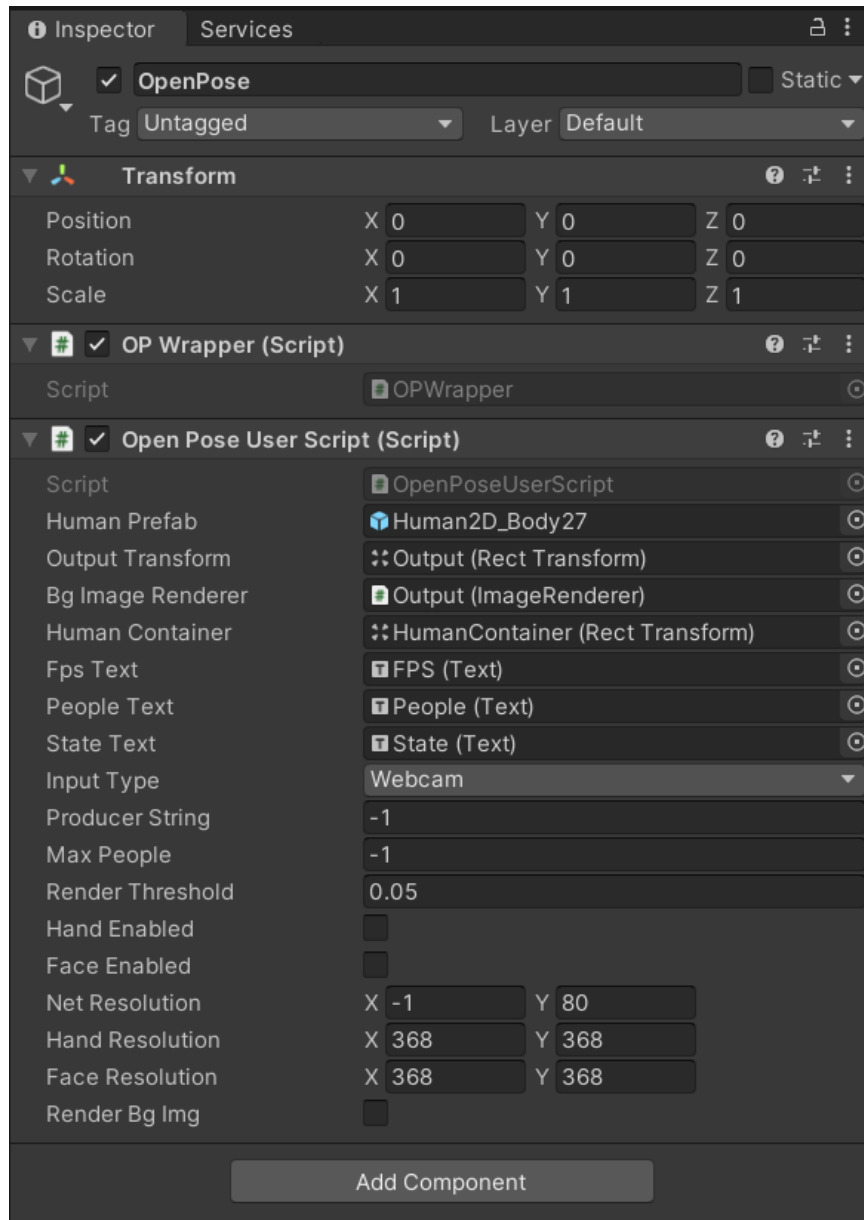 Inspector Services
OpenPose Static
Tag Untagged Layer Default
Transform
Position X 0 Y 0 Z 0
Rotation X 0 Y 0 Z 0
Scale X 1 Y 1 Z 1
# OP Wrapper (Script)
Script # OPWrapper
# Open Pose User Script (Script)
Script # OpenPoseUserScript
Human Prefab Human2D_Body27
Output Transform Output (Rect Transform)
Bg Image Renderer # Output (ImageRenderer)
Human Container HumanContainer (Rect Transform)
Fps Text T FPS (Text)
People Text T People (Text)
State Text T State (Text)
Input Type Webcam
Producer String -1
Max People -1
Render Threshold 0.05
Hand Enabled
Face Enabled
Net Resolution X -1 Y 80
Hand Resolution X 368 Y 368
Face Resolution X 368 Y 368
Render Bg Img
Add Component